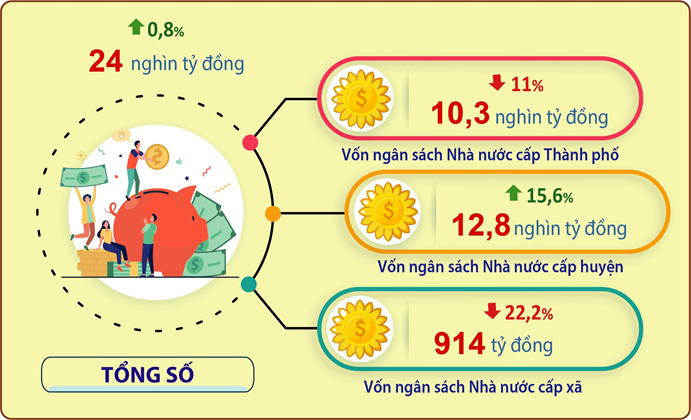 0,8%
24 nghìn tỷ đồng
TỔNG SỐ
11%
10,3 nghìn tỷ đồng
Vốn ngân sách Nhà nước cấp Thành phố
15,6%
12,8 nghìn tỷ đồng
Vốn ngân sách Nhà nước cấp huyện
22,2%
914 tỷ đồng
Vốn ngân sách Nhà nước cấp xã